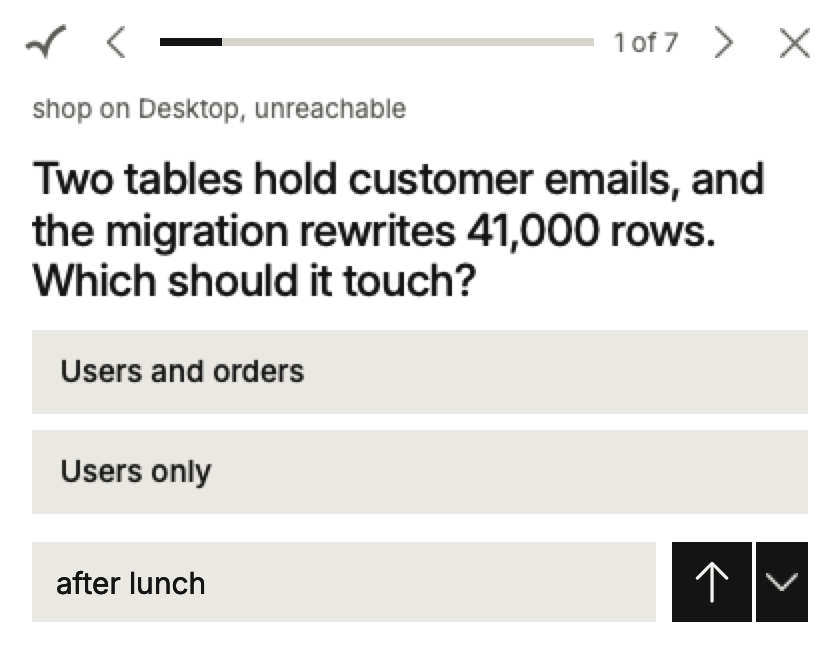 1 of 7
shop on Desktop, unreachable
Two tables hold customer emails, and
the migration rewrites 41,000 rows.
Which should it touch?
Users and orders
Users only
after lunch